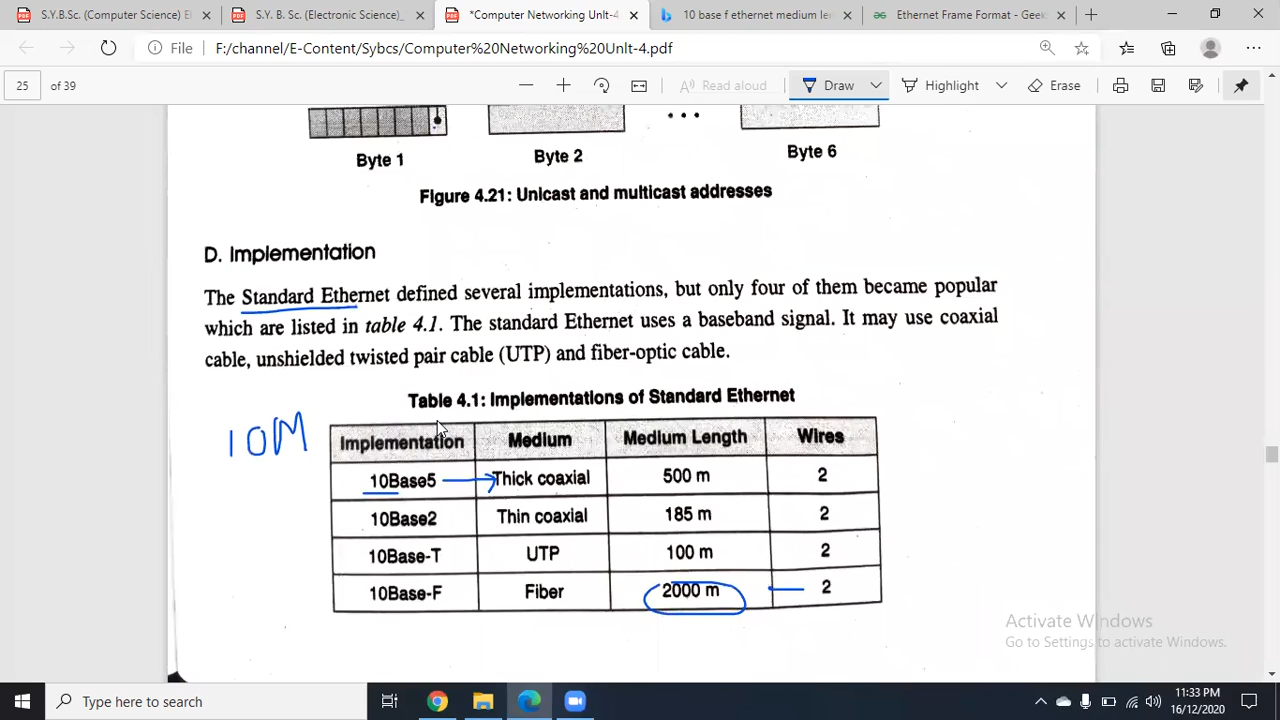 S.Y.B.Sc. (Computer Science)
S.Y. B. Sc. (Electronic Science)_
*Computer Networking Unlt-4.pdf
10 base f ethernet medium len
Ethernet Frame Format - Geeks
File F:/channel/E-Content/Sybcs/Computer%20Networking%20Unlt-4.pdf
25 of 39 Read aloud Draw Highlight Erase
Byte 1 Byte 2 ... Byte 6
Figure 4.21: Unicast and multicast addresses
D. Implementation
The Standard Ethernet defined several implementations, but only four of them became popular
which are listed in table 4.1. The standard Ethernet uses a baseband signal. It may use coaxial
cable, unshielded twisted pair cable (UTP) and fiber-optic cable.
Table 4.1: Implementations of Standard Ethernet
10M
Implementation Medium Medium Length Wires
10Base5 Thick coaxial 500 m 2
10Base2 Thin coaxial 185 m 2
10Base-T UTP 100 m 2
10Base-F Fiber 2000 m 2
Activate Windows
Go to Settings to activate Windows.
Type here to search
ENG
11:33 PM
16/12/2020